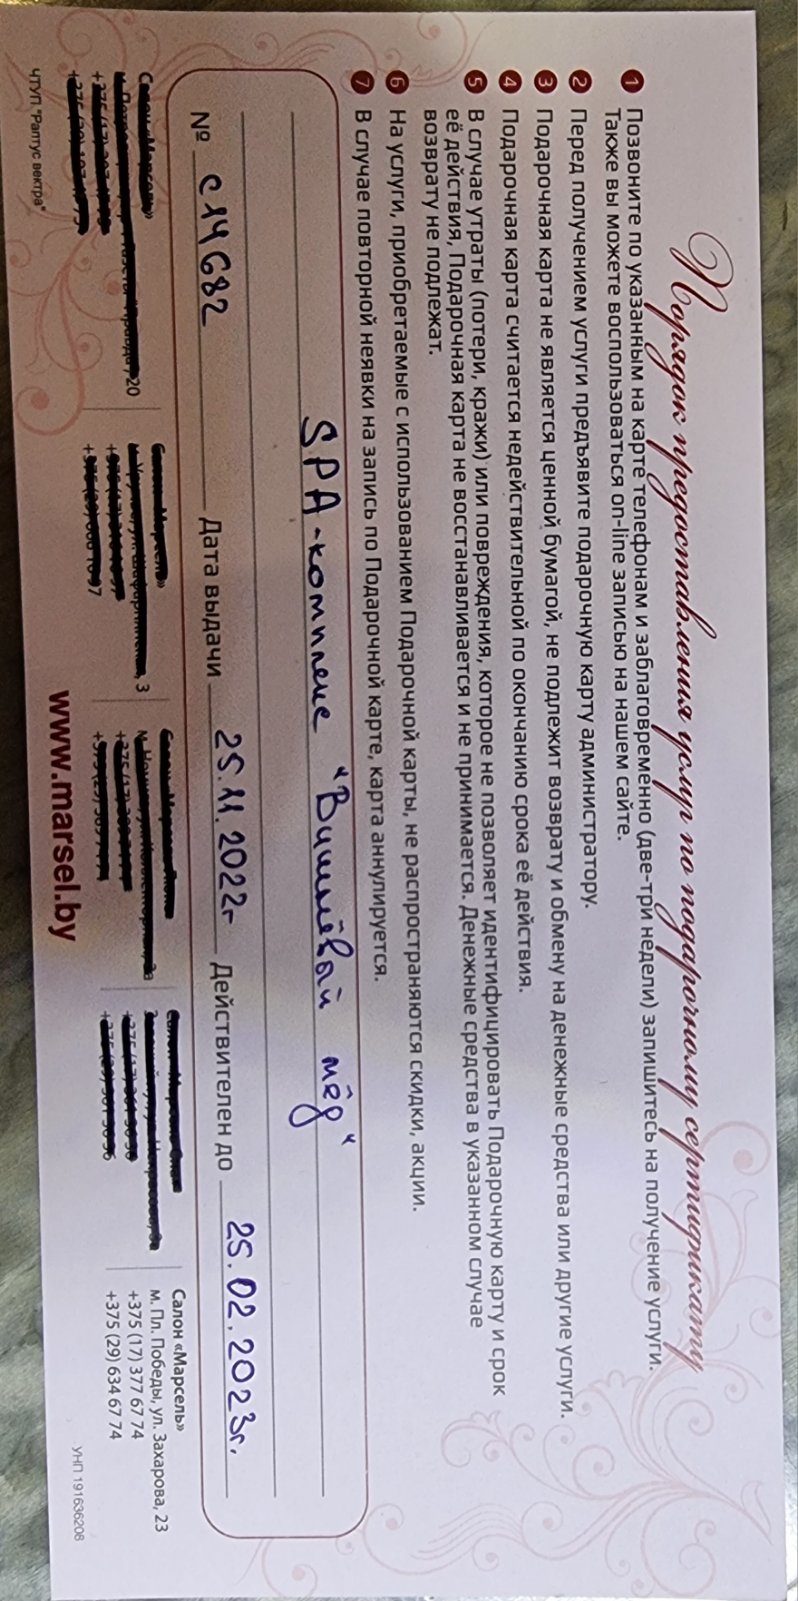 Порядок предоставления услуг по подарочному сертификату
1 Позвоните по указанным на карте телефонам и заблаговременно (две-три недели) запишитесь на получение услуги.
Также вы можете воспользоваться on-line записью на нашем сайте.
2 Перед получением услуги предъявите подарочную карту администратору.
3 Подарочная карта не является ценной бумагой, не подлежит возврату и обмену на денежные средства или другие услуги.
4 Подарочная карта считается недействительной по окончанию срока её действия.
5 В случае утраты (потери, кражи) или повреждения, которое не позволяет идентифицировать Подарочную карту и срок
её действия, Подарочная карта не восстанавливается и не принимается. Денежные средства в указанном случае
возврату не подлежат.
6 На услуги, приобретаемые с использованием Подарочной карты, не распространяются скидки, акции.
7 В случае повторной неявки на запись по Подарочной карте, карта аннулируется.
SPA-комплекс "Вишнёвый мёд"
№ с14682 Дата выдачи 25.11.2022г Действителен до 25.02.2023г.
Салон «Марсель»
м. Пл. Победы, ул. Захарова, 23
+375 (17) 377 67 74
+375 (29) 634 67 74
ЧТУП "Раптус вектра"
www.marsel.by
УНП 191636208